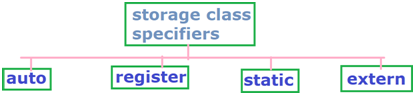 storage class
specifiers
auto
register
static
extern